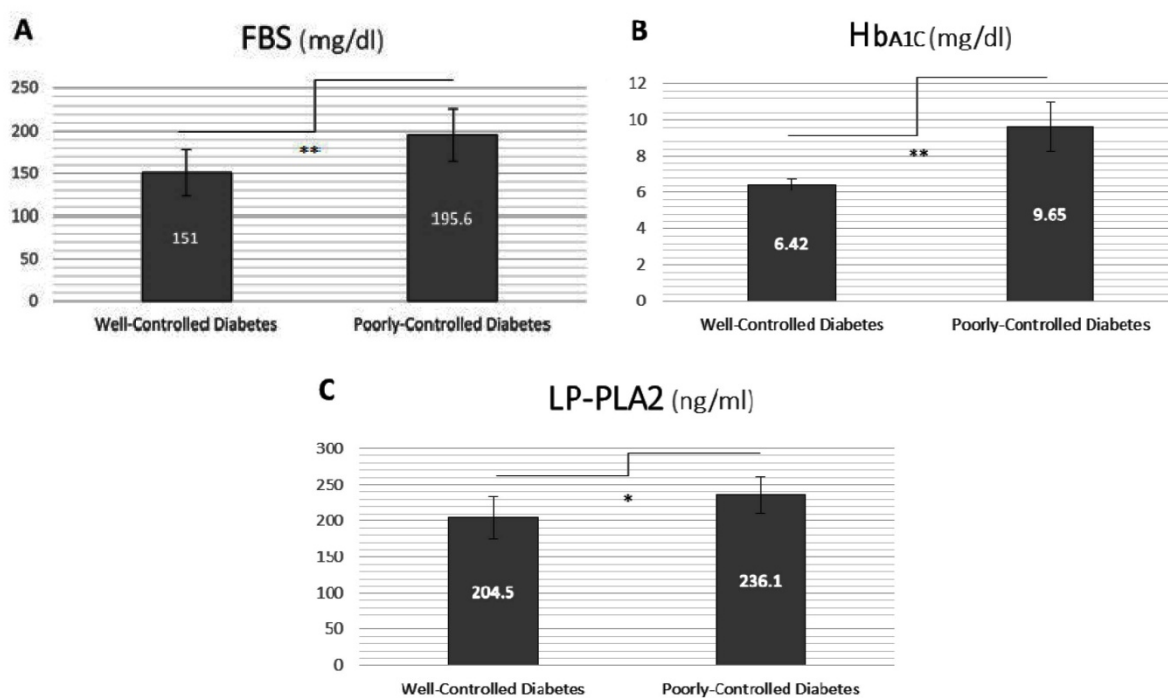 A
FBS (mg/dl)
250
200
150
100
50
0
**
151
195.6
Well-Controlled Diabetes
Poorly-Controlled Diabetes
B
HbA1C (mg/dl)
12
10
8
6
4
2
0
**
6.42
9.65
Well-Controlled Diabetes
Poorly-Controlled Diabetes
C
LP-PLA2 (ng/ml)
300
250
200
150
100
50
0
*
204.5
236.1
Well-Controlled Diabetes
Poorly-Controlled Diabetes